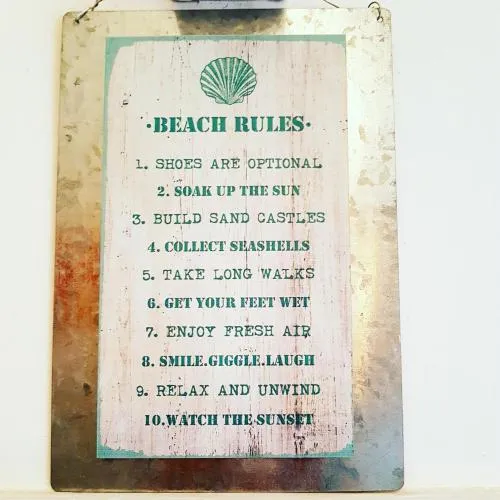 ·BEACH RULES·
1. SHOES ARE OPTIONAL
2. SOAK UP THE SUN
3. BUILD SAND CASTLES
4. COLLECT SEASHELLS
5. TAKE LONG WALKS
6. GET YOUR FEET WET
7. ENJOY FRESH AIR
8. SMILE.GIGGLE.LAUGH
9. RELAX AND UNWIND
10.WATCH THE SUNSET